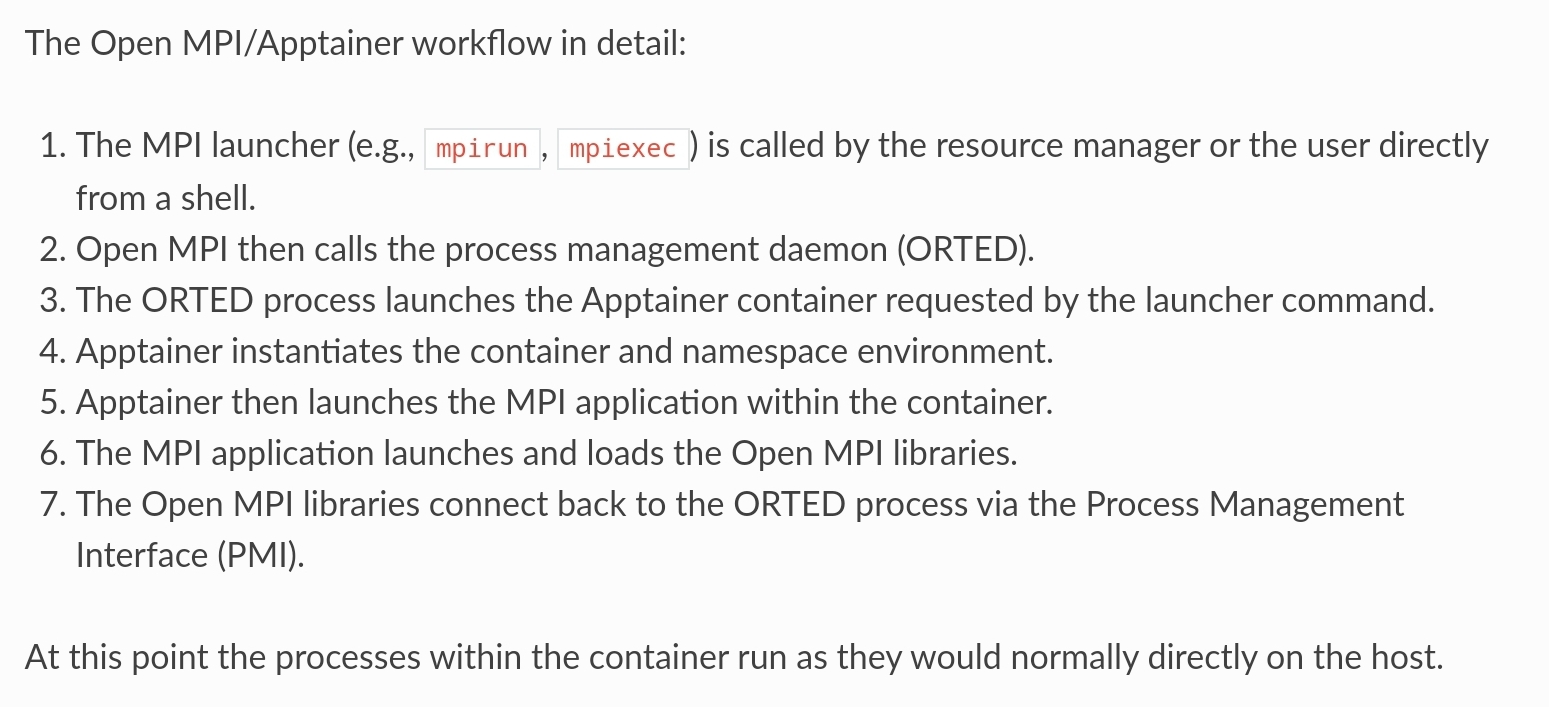 The Open MPI/Apptainer workflow in detail:
1. The MPI launcher (e.g., mpirun, mpiexec) is called by the resource manager or the user directly
from a shell.
2. Open MPI then calls the process management daemon (ORTED).
3. The ORTED process launches the Apptainer container requested by the launcher command.
4. Apptainer instantiates the container and namespace environment.
5. Apptainer then launches the MPI application within the container.
6. The MPI application launches and loads the Open MPI libraries.
7. The Open MPI libraries connect back to the ORTED process via the Process Management
Interface (PMI).
At this point the processes within the container run as they would normally directly on the host.